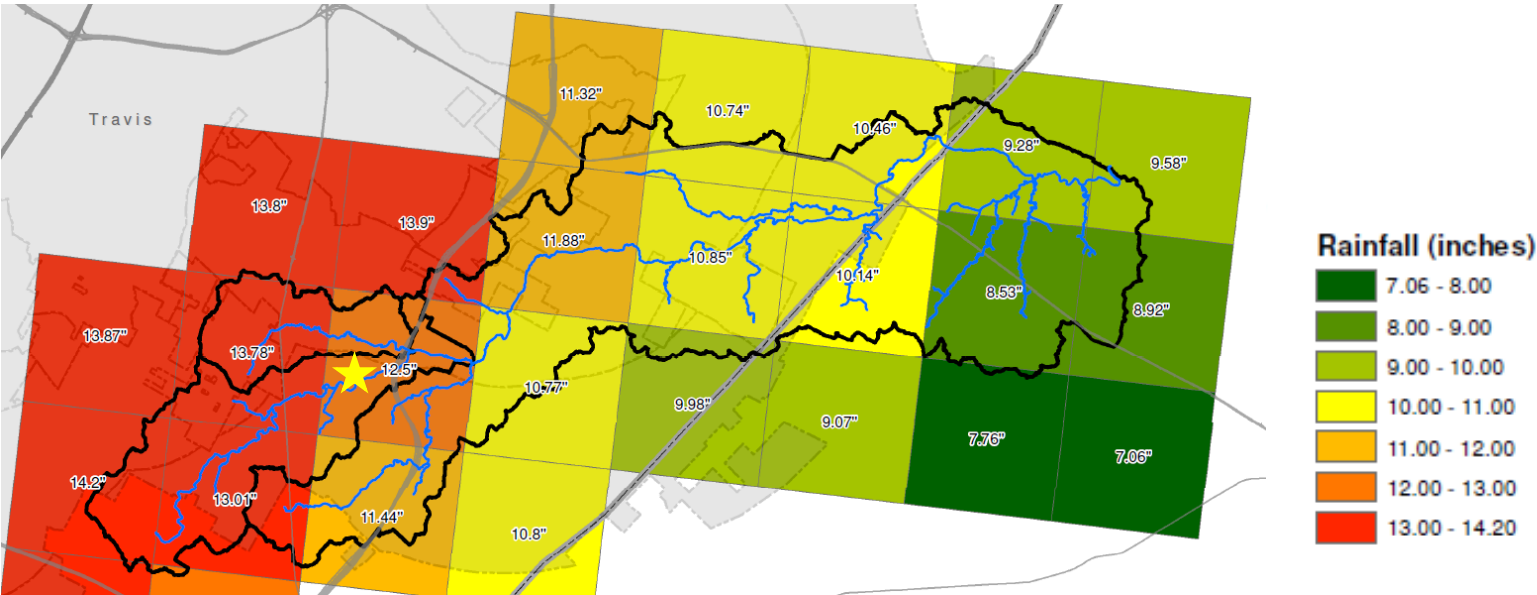 11.32"
10.74"
Travis
10.46"
9.28"
9.58"
13.8"
13.9"
11.88"
10.85"
10.14"
8.53"
8.92"
13.87"
13.78"
12.5"
10.77"
9.98"
9.07"
7.76"
7.06"
14.2"
13.01"
11.44"
10.8"
Rainfall (inches)
7.06 - 8.00
8.00 - 9.00
9.00 - 10.00
10.00 - 11.00
11.00 - 12.00
12.00 - 13.00
13.00 - 14.20